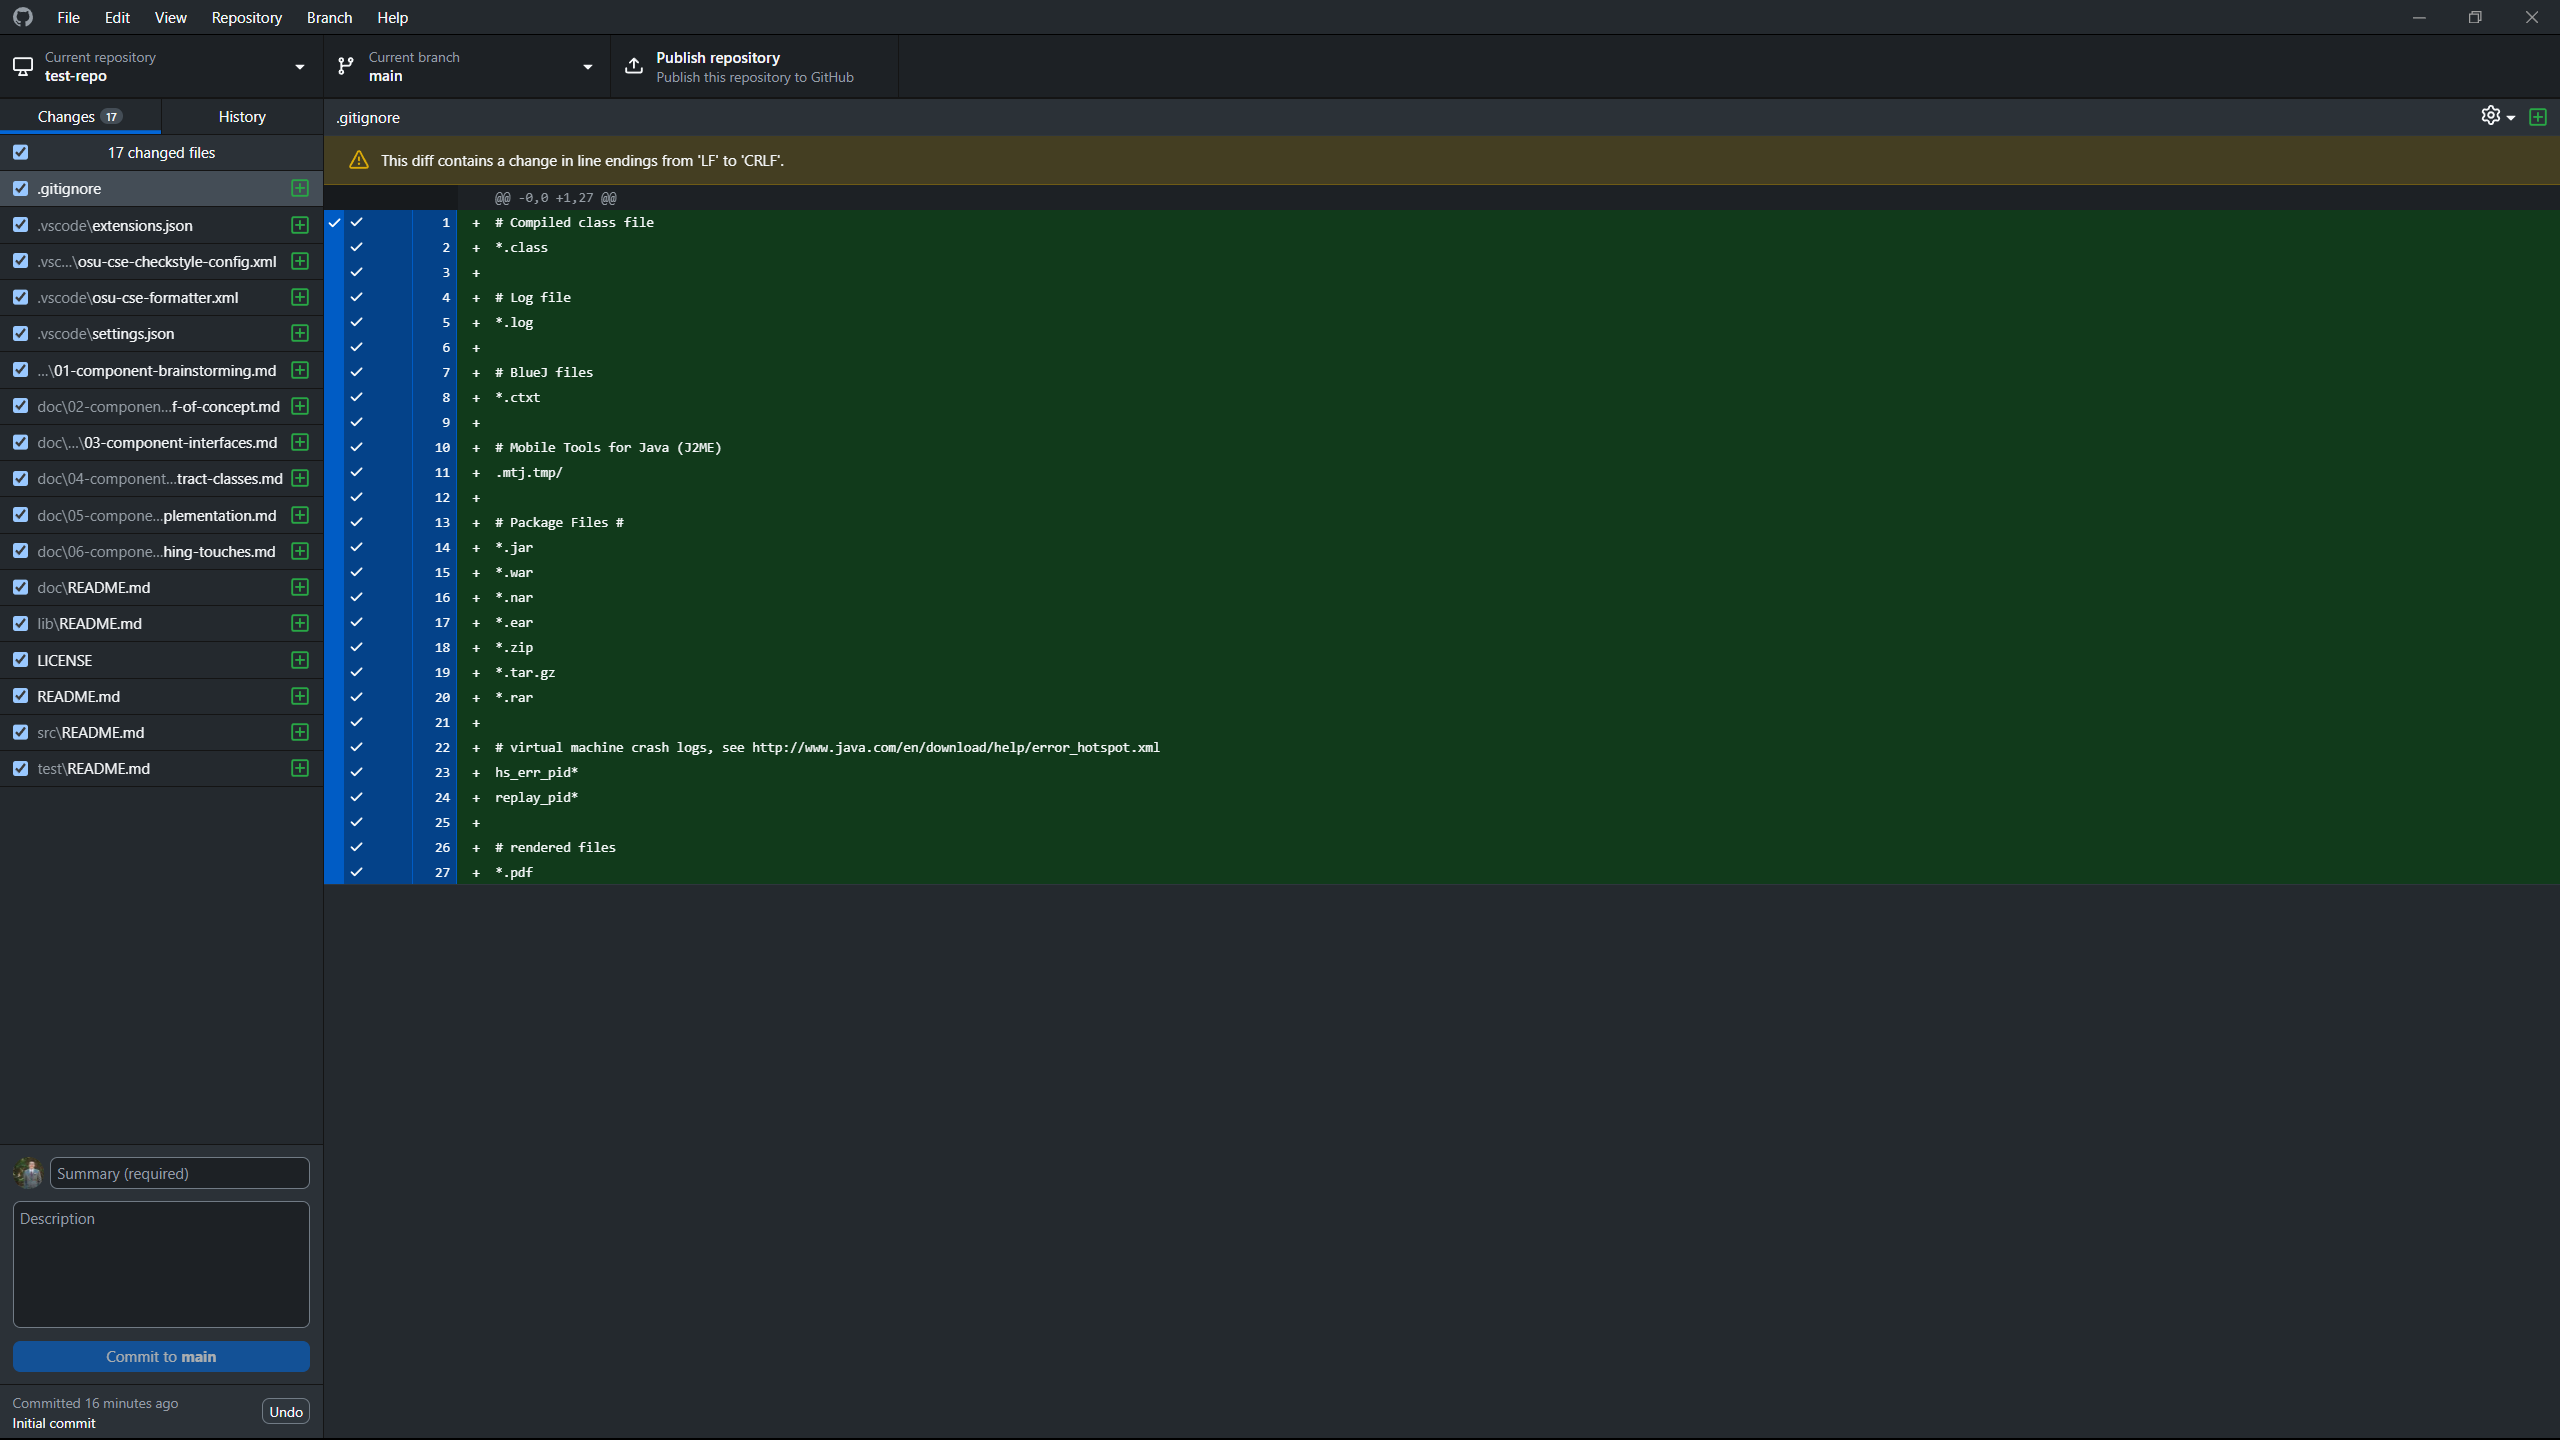 File Edit View Repository Branch Help
Current repository
test-repo
Current branch
main
Publish repository
Publish this repository to GitHub
Changes 17
History
.gitignore
17 changed files
This diff contains a change in line endings from 'LF' to 'CRLF'.
.gitignore
.vscode\extensions.json
.vsc...\osu-cse-checkstyle-config.xml
.vscode\osu-cse-formatter.xml
.vscode\settings.json
...\01-component-brainstorming.md
doc\02-componen...f-of-concept.md
doc\...\03-component-interfaces.md
doc\04-component...tract-classes.md
doc\05-compone...plementation.md
doc\06-compone...hing-touches.md
doc\README.md
lib\README.md
LICENSE
README.md
src\README.md
test\README.md
@@ -0,0 +1,27 @@
1 + # Compiled class file
2 + *.class
3 +
4 + # Log file
5 + *.log
6 +
7 + # BlueJ files
8 + *.ctxt
9 +
10 + # Mobile Tools for Java (J2ME)
11 + .mtj.tmp/
12 +
13 + # Package Files #
14 + *.jar
15 + *.war
16 + *.nar
17 + *.ear
18 + *.zip
19 + *.tar.gz
20 + *.rar
21 +
22 + # virtual machine crash logs, see http://www.java.com/en/download/help/error_hotspot.xml
23 + hs_err_pid*
24 + replay_pid*
25 +
26 + # rendered files
27 + *.pdf
Summary (required)
Description
Commit to main
Committed 16 minutes ago
Initial commit
Undo